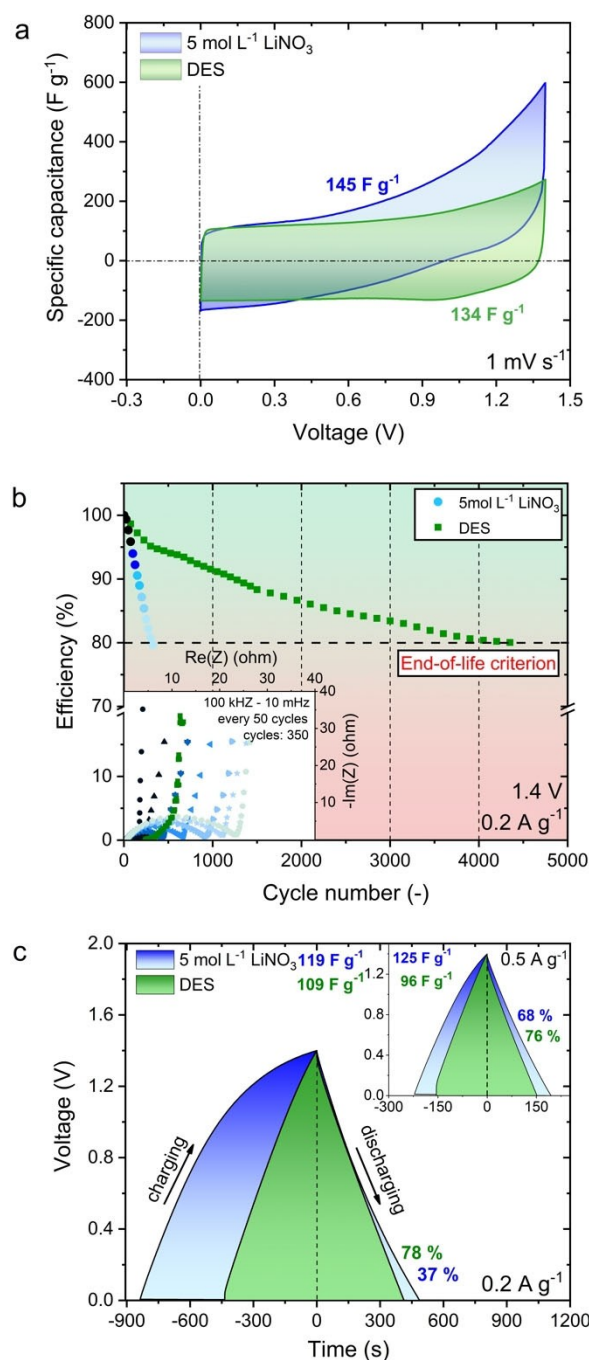 a
5 mol L⁻¹ LiNO₃
DES
145 F g⁻¹
134 F g⁻¹
1 mV s⁻¹
Specific capacitance (F g⁻¹)
800
600
400
200
0
-200
-400
-0.3 0.0 0.3 0.6 0.9 1.2 1.5
Voltage (V)
b
5mol L⁻¹ LiNO₃
DES
End-of-life criterion
Efficiency (%)
100
90
80
70
10
0
Re(Z) (ohm)
10 20 30 40
100 kHZ - 10 mHz
every 50 cycles
cycles: 350
40
30
20
10
0
-Im(Z) (ohm)
1.4 V
0.2 A g⁻¹
0 1000 2000 3000 4000 5000
Cycle number (-)
c
5 mol L⁻¹ LiNO₃ 119 F g⁻¹
DES 109 F g⁻¹
125 F g⁻¹ 0.5 A g⁻¹
96 F g⁻¹
68 %
76 %
1.2
0.8
0.4
0.0
-300 -150 0 150
charging
discharging
78 %
37 %
0.2 A g⁻¹
Voltage (V)
2.0
1.6
1.2
0.8
0.4
0.0
-900 -600 -300 0 300 600 900 1200
Time (s)